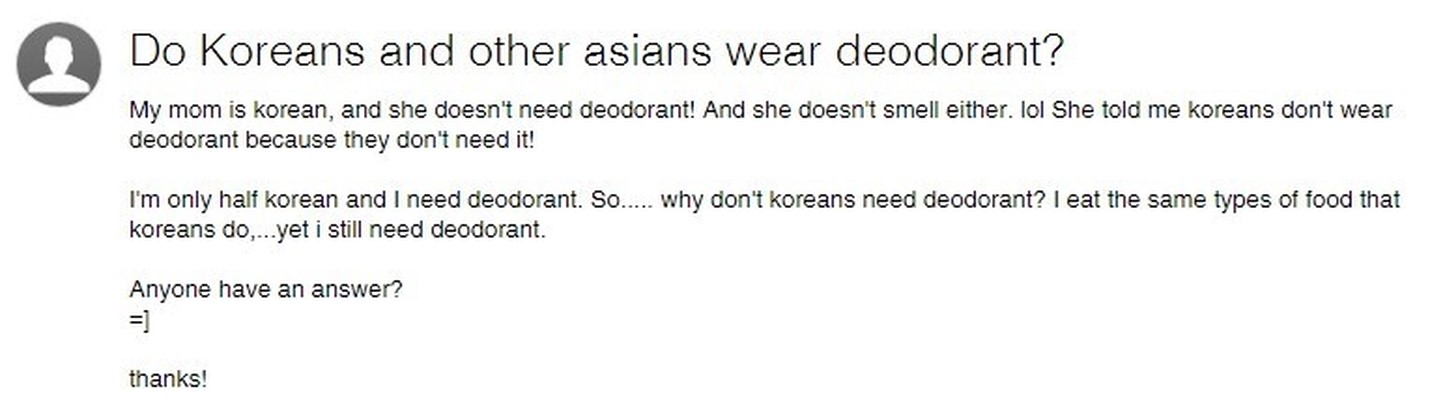 Do Koreans and other asians wear deodorant?
My mom is korean, and she doesn't need deodorant! And she doesn't smell either. lol She told me koreans don't wear
deodorant because they don't need it!
I'm only half korean and I need deodorant. So..... why don't koreans need deodorant? I eat the same types of food that
koreans do,...yet i still need deodorant.
Anyone have an answer?
=]
thanks!